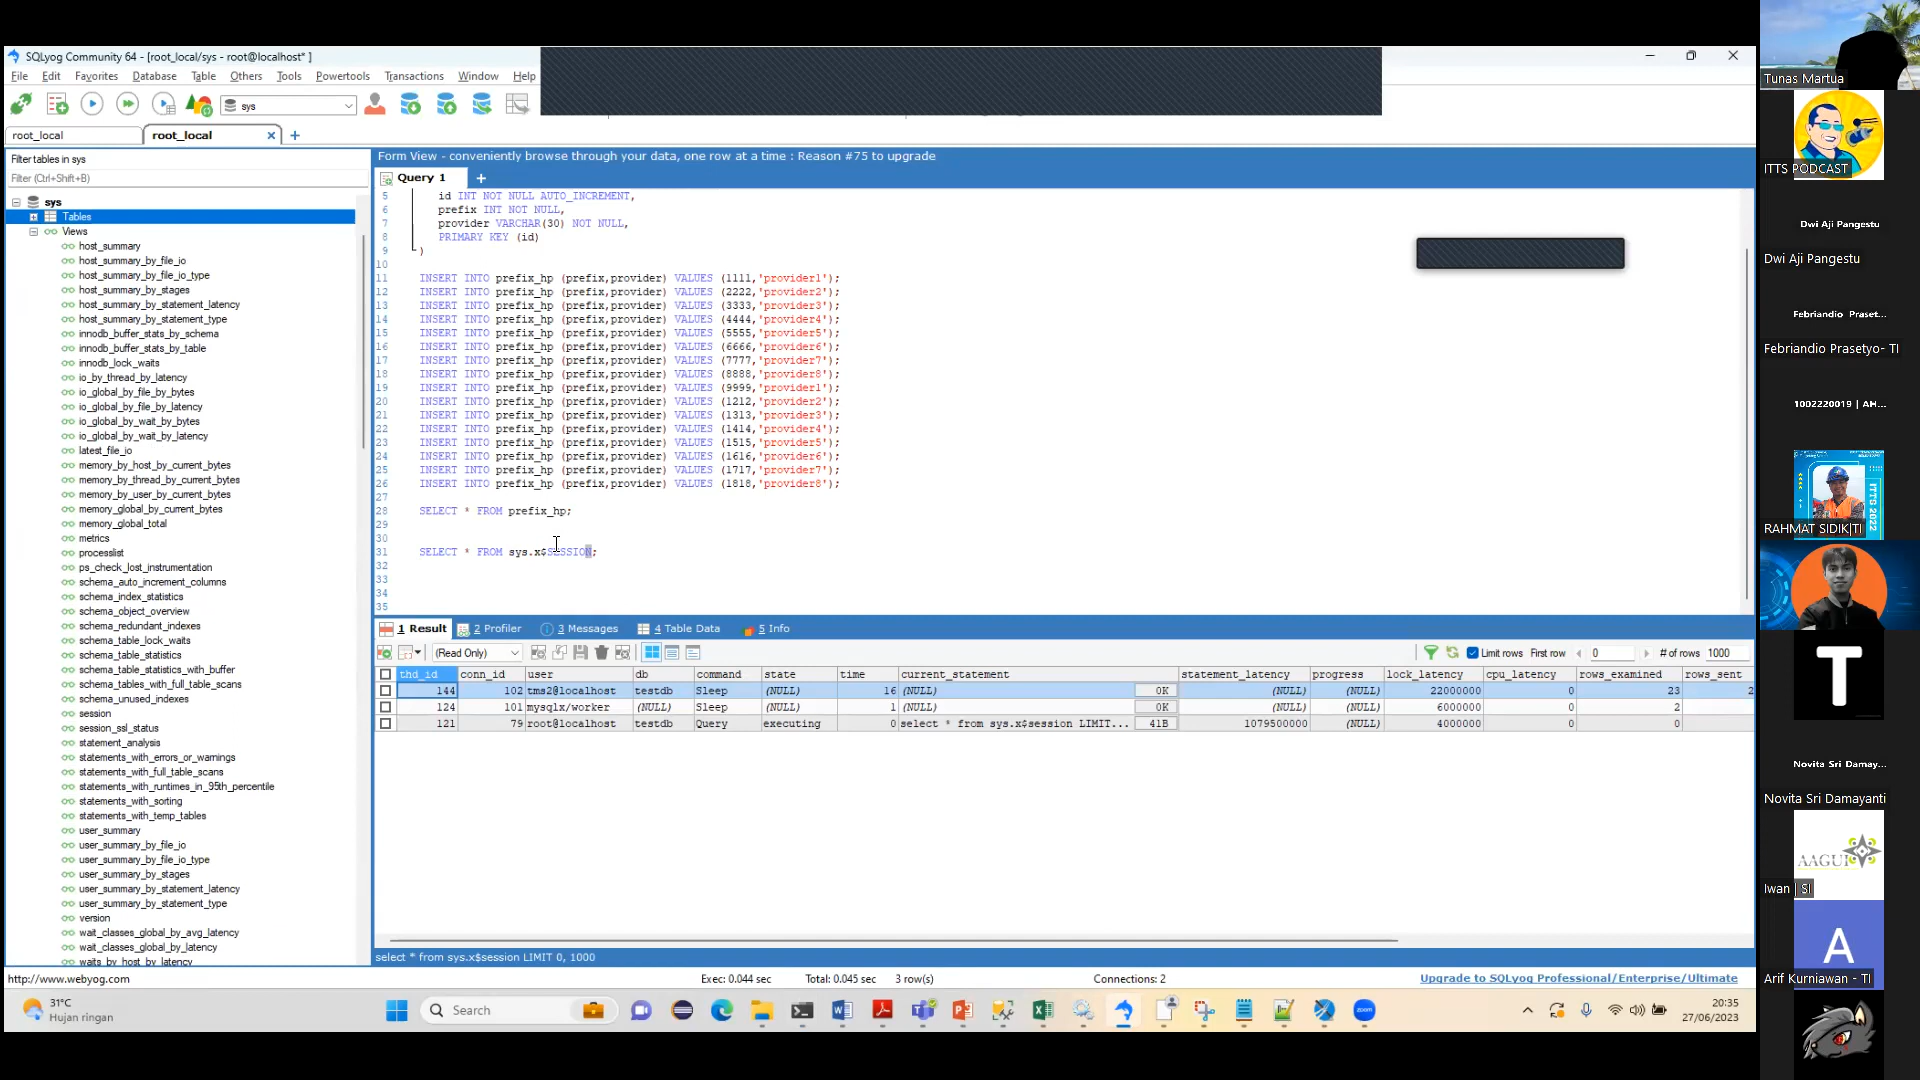 SQLyog Community 64 - [root_local/sys - root@localhost* ]
File Edit Favorites Database Table Others Tools Powertools Transactions Window Help
sys
root_local
root_local
Filter tables in sys
Filter (Ctrl+Shift+B)
sys
Tables
Views
host_summary
host_summary_by_file_io
host_summary_by_file_io_type
host_summary_by_stages
host_summary_by_statement_latency
host_summary_by_statement_type
innodb_buffer_stats_by_schema
innodb_buffer_stats_by_table
innodb_lock_waits
io_by_thread_by_latency
io_global_by_file_by_bytes
io_global_by_file_by_latency
io_global_by_wait_by_bytes
io_global_by_wait_by_latency
latest_file_io
memory_by_host_by_current_bytes
memory_by_thread_by_current_bytes
memory_by_user_by_current_bytes
memory_global_by_current_bytes
memory_global_total
metrics
processlist
ps_check_lost_instrumentation
schema_auto_increment_columns
schema_index_statistics
schema_object_overview
schema_redundant_indexes
schema_table_lock_waits
schema_table_statistics
schema_table_statistics_with_buffer
schema_tables_with_full_table_scans
schema_unused_indexes
session
session_ssl_status
statement_analysis
statements_with_errors_or_warnings
statements_with_full_table_scans
statements_with_runtimes_in_95th_percentile
statements_with_sorting
statements_with_temp_tables
user_summary
user_summary_by_file_io
user_summary_by_file_io_type
user_summary_by_stages
user_summary_by_statement_latency
user_summary_by_statement_type
version
wait_classes_global_by_avg_latency
wait_classes_global_by_latency
waits_by_host_by_latency
Form View - conveniently browse through your data, one row at a time : Reason #75 to upgrade
Query 1
5 id INT NOT NULL AUTO_INCREMENT,
6 prefix INT NOT NULL,
7 provider VARCHAR(30) NOT NULL,
8 PRIMARY KEY (id)
9 )
10
11 INSERT INTO prefix_hp (prefix,provider) VALUES (1111,'provider1');
12 INSERT INTO prefix_hp (prefix,provider) VALUES (2222,'provider2');
13 INSERT INTO prefix_hp (prefix,provider) VALUES (3333,'provider3');
14 INSERT INTO prefix_hp (prefix,provider) VALUES (4444,'provider4');
15 INSERT INTO prefix_hp (prefix,provider) VALUES (5555,'provider5');
16 INSERT INTO prefix_hp (prefix,provider) VALUES (6666,'provider6');
17 INSERT INTO prefix_hp (prefix,provider) VALUES (7777,'provider7');
18 INSERT INTO prefix_hp (prefix,provider) VALUES (8888,'provider8');
19 INSERT INTO prefix_hp (prefix,provider) VALUES (9999,'provider1');
20 INSERT INTO prefix_hp (prefix,provider) VALUES (1212,'provider2');
21 INSERT INTO prefix_hp (prefix,provider) VALUES (1313,'provider3');
22 INSERT INTO prefix_hp (prefix,provider) VALUES (1414,'provider4');
23 INSERT INTO prefix_hp (prefix,provider) VALUES (1515,'provider5');
24 INSERT INTO prefix_hp (prefix,provider) VALUES (1616,'provider6');
25 INSERT INTO prefix_hp (prefix,provider) VALUES (1717,'provider7');
26 INSERT INTO prefix_hp (prefix,provider) VALUES (1818,'provider8');
27
28 SELECT * FROM prefix_hp;
29
30
31 SELECT * FROM sys.x$SESSION;
32
33
34
35
1 Result 2 Profiler 3 Messages 4 Table Data 5 Info
(Read Only) Limit rows First row 0 # of rows 1000
thd_id conn_id user db command state time current_statement statement_latency progress lock_latency cpu_latency rows_examined rows_sent
144 102 tms2@localhost testdb Sleep (NULL) 16 (NULL) 0K (NULL) (NULL) 22000000 0 23 2
124 101 mysqlx/worker (NULL) Sleep (NULL) 1 (NULL) 0K (NULL) (NULL) 6000000 0 2
121 79 root@localhost testdb Query executing 0 select * from sys.x$session LIMIT... 41B 1079500000 (NULL) 4000000 0 0
select * from sys.x$session LIMIT 0, 1000
http://www.webyog.com Exec: 0.044 sec Total: 0.045 sec 3 row(s) Connections: 2 Upgrade to SQLyog Professional/Enterprise/Ultimate
31°C
Hujan ringan
Search
zoom
20:35
27/06/2023
Tunas Martua
ITTS PODCAST
Dwi Aji Pangestu
Dwi Aji Pangestu
Febriandio Praset...
Febriandio Prasetyo- TI
1002220019 | AH...
ITTS 2022
RAHMAT SIDIK|TI
T
Novita Sri Damay...
Novita Sri Damayanti
AAGUI
Iwan | SI
A
Arif Kurniawan - TI